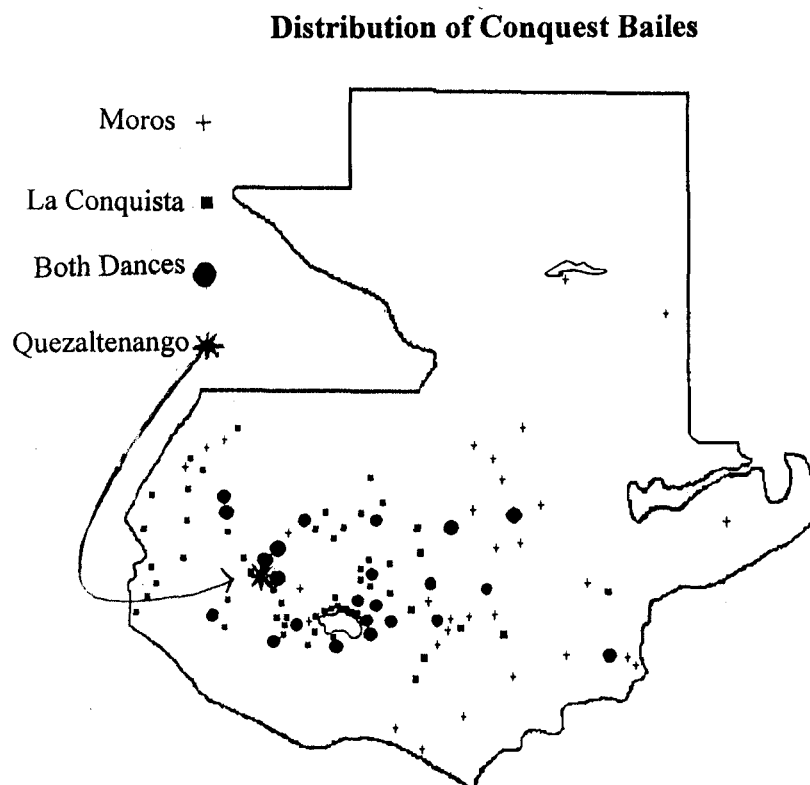 Distribution of Conquest Bailes
Moros
La Conquista
Both Dances
Quezaltenango